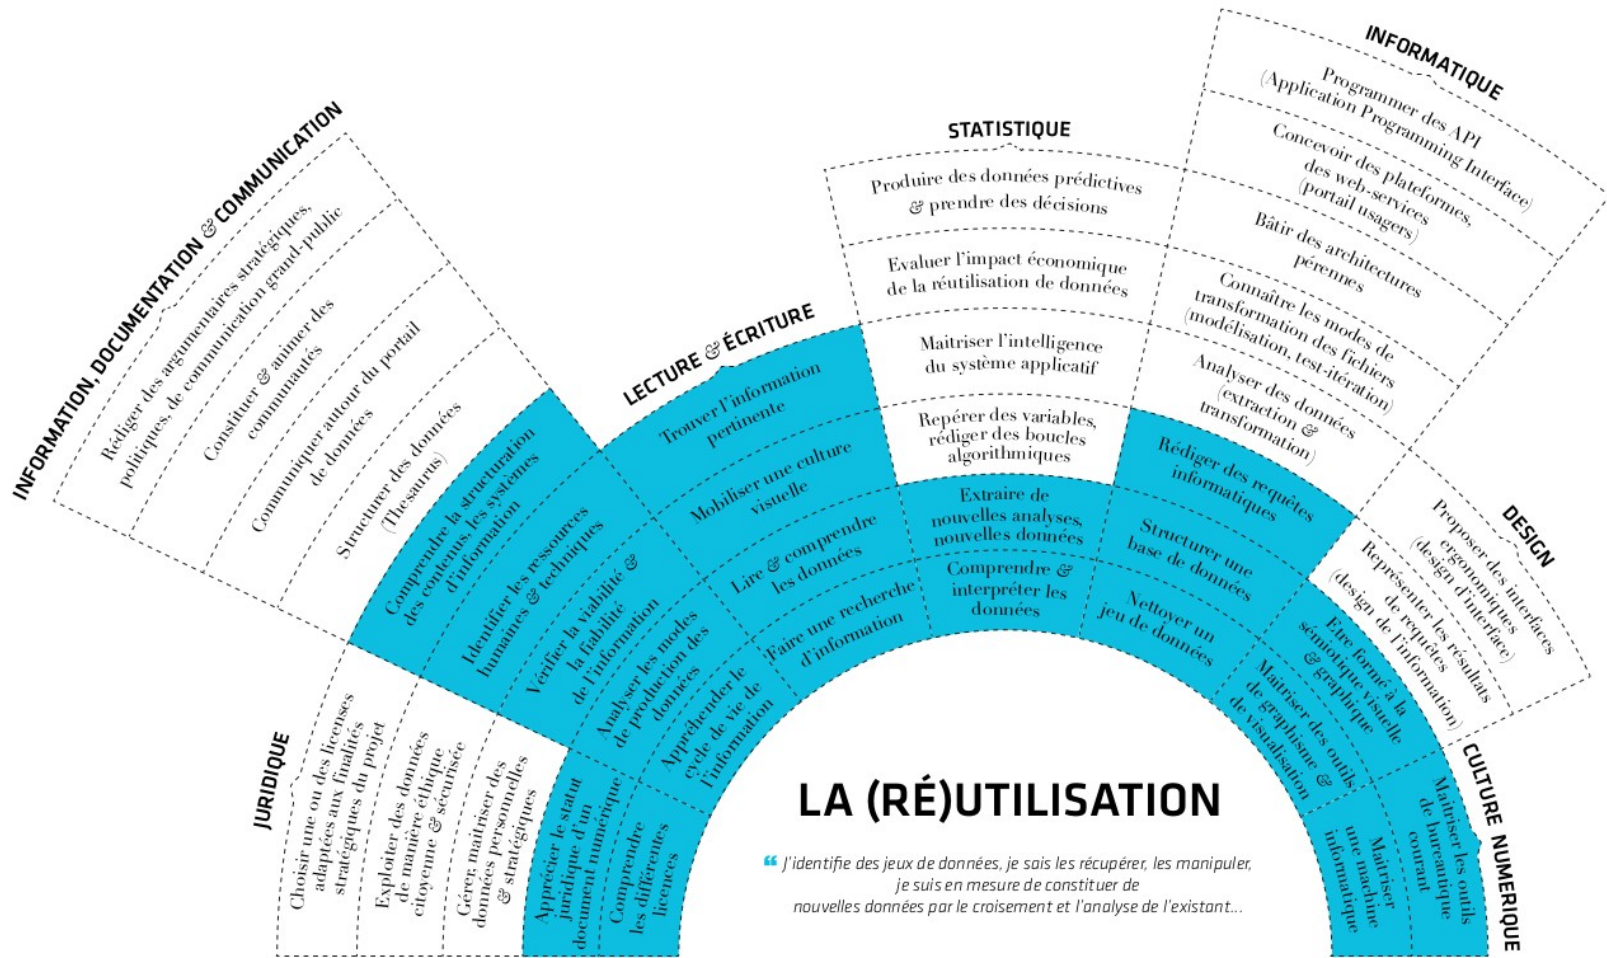 INFORMATIQUE
Programmer des API
(Application Programming Interface)
Concevoir des plateformes,
des web-services
(portail usagers)
Bâtir des architectures
pérennes
Connaître les modes de
transformation des fichiers
(modélisation, test-itération)
Analyser des données
(extraction &
transformation)
Rédiger des requêtes
informatiques
Structurer une
base de données
Nettoyer un
jeu de données
STATISTIQUE
Produire des données prédictives
& prendre des décisions
Evaluer l'impact économique
de la réutilisation de données
Maitriser l'intelligence
du système applicatif
Repérer des variables,
rédiger des boucles
algorithmiques
Extraire de
nouvelles analyses,
nouvelles données
Comprendre &
interpréter les
données
INFORMATION, DOCUMENTATION & COMMUNICATION
Rédiger des argumentaires stratégiques,
politiques, de communication grand-public
Constituer & animer des
communautés
Communiquer autour du portail
de données
Structurer des données
(Thesaurus)
Comprendre la structuration
des contenus, les systèmes
d'information
Identifier les ressources
humaines & techniques
Vérifier la viabilité &
la fiabilité
de l'information
Analyser les modes
de production des
données
Appréhender le
cycle de vie de
l'information
LECTURE & ÉCRITURE
Trouver l'information
pertinente
Mobiliser une culture
visuelle
Lire & comprendre
les données
Faire une recherche
d'information
DESIGN
Proposer des interfaces
ergonomiques
(design d'interface)
Représenter les résultats
de requêtes
(design de l'information)
Etre formé à la
sémiotique visuelle
& graphique
Maitriser des outils
de graphisme &
de visualisation
JURIDIQUE
Choisir une ou des licenses
adaptées aux finalités
stratégiques du projet
Exploiter des données
de manière éthique
citoyenne & sécurisée
Gérer, maitriser des
données personnelles
& stratégiques
Apprécier le statut
juridique d'un
document numérique
Comprendre
les différentes
licences
CULTURE NUMERIQUE
Maitriser les outils
de bureautique
courant
Maitriser
une machine
informatique
LA (RÉ)UTILISATION
“ J'identifie des jeux de données, je sais les récupérer, les manipuler,
je suis en mesure de constituer de
nouvelles données par le croisement et l'analyse de l'existant...